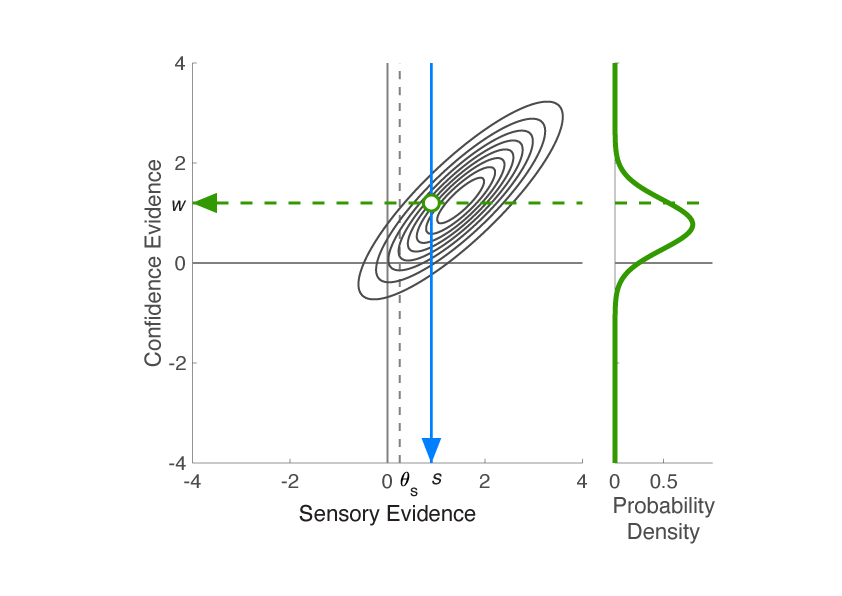 4
2
w
0
-2
-4
Confidence Evidence
-4 -2 0 θs s 2 4
Sensory Evidence
0 0.5
Probability
Density